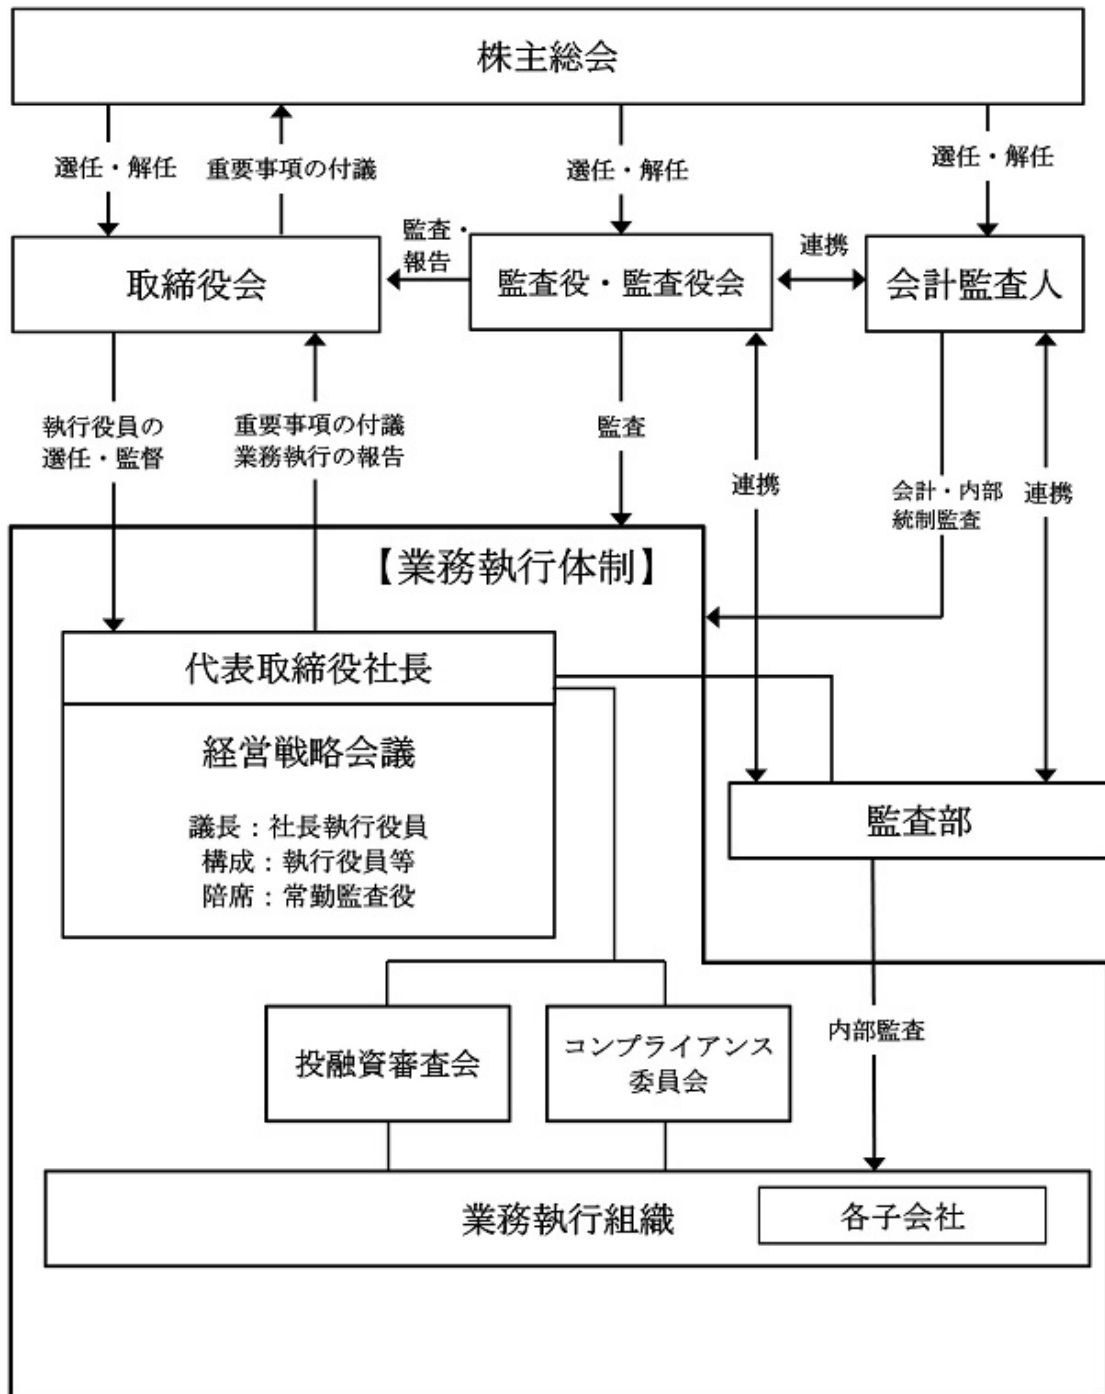 株主総会
選任・解任
重要事項の付議
選任・解任
選任・解任
取締役会
監査・
報告
監査役・監査役会
連携
会計監査人
執行役員の
選任・監督
重要事項の付議
業務執行の報告
監査
連携
会計・内部
統制監査
連携
【業務執行体制】
代表取締役社長
経営戦略会議
議長：社長執行役員
構成：執行役員等
陪席：常勤監査役
監査部
投融資審査会
コンプライアンス
委員会
内部監査
業務執行組織
各子会社